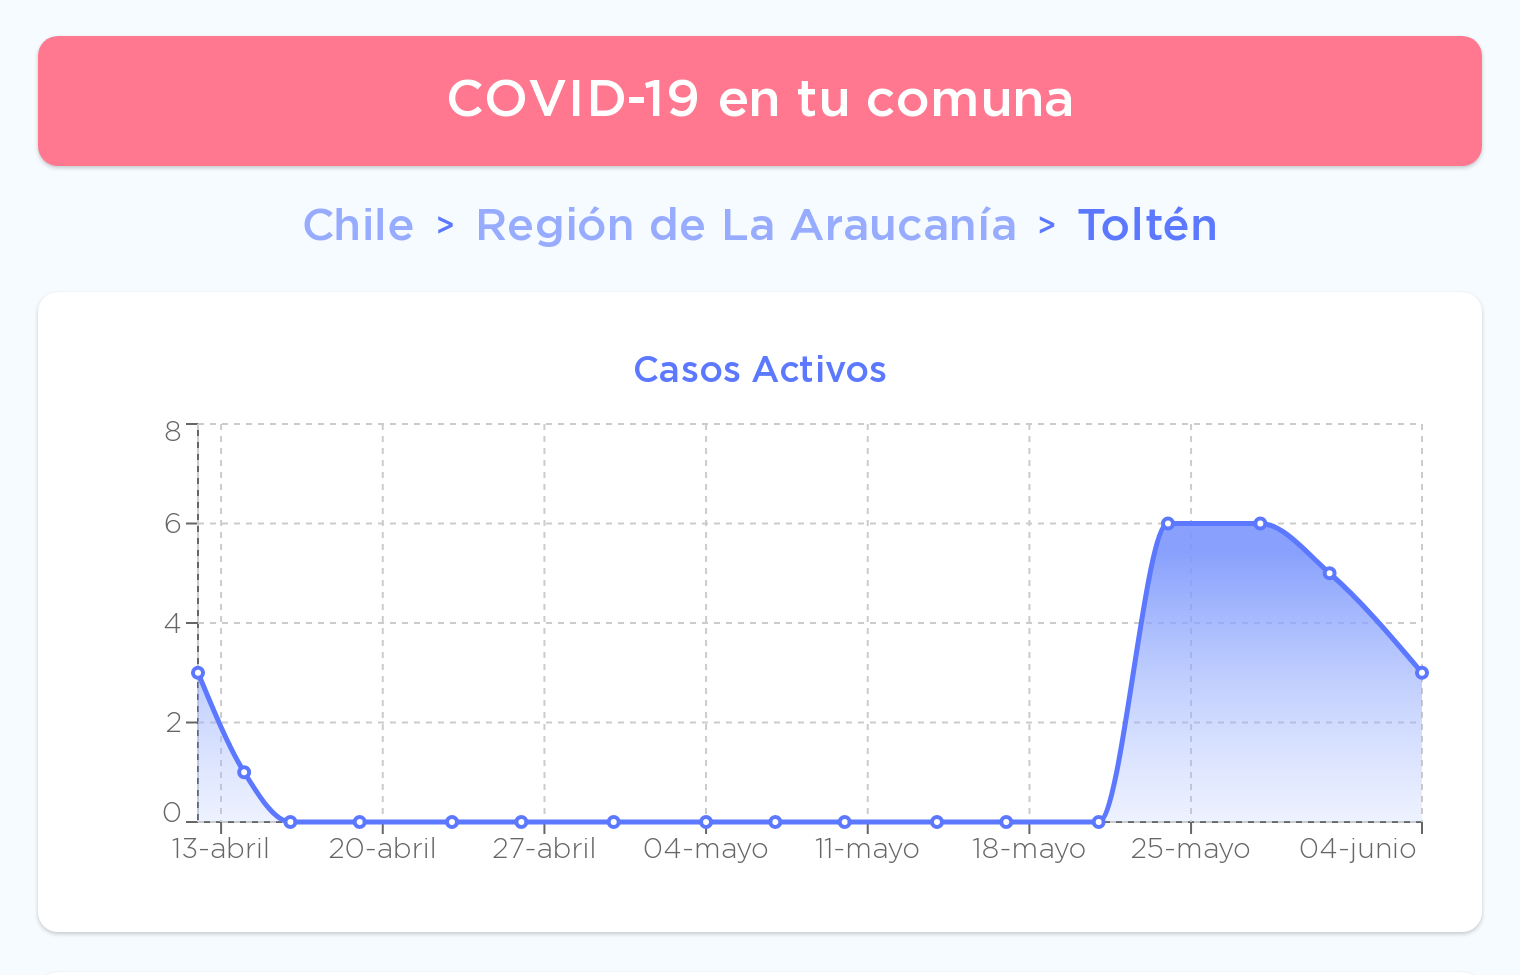 COVID-19 en tu comuna
Chile > Región de La Araucanía > Toltén
Casos Activos
8
6
4
2
0
13-abril 20-abril 27-abril 04-mayo 11-mayo 18-mayo 25-mayo 04-junio